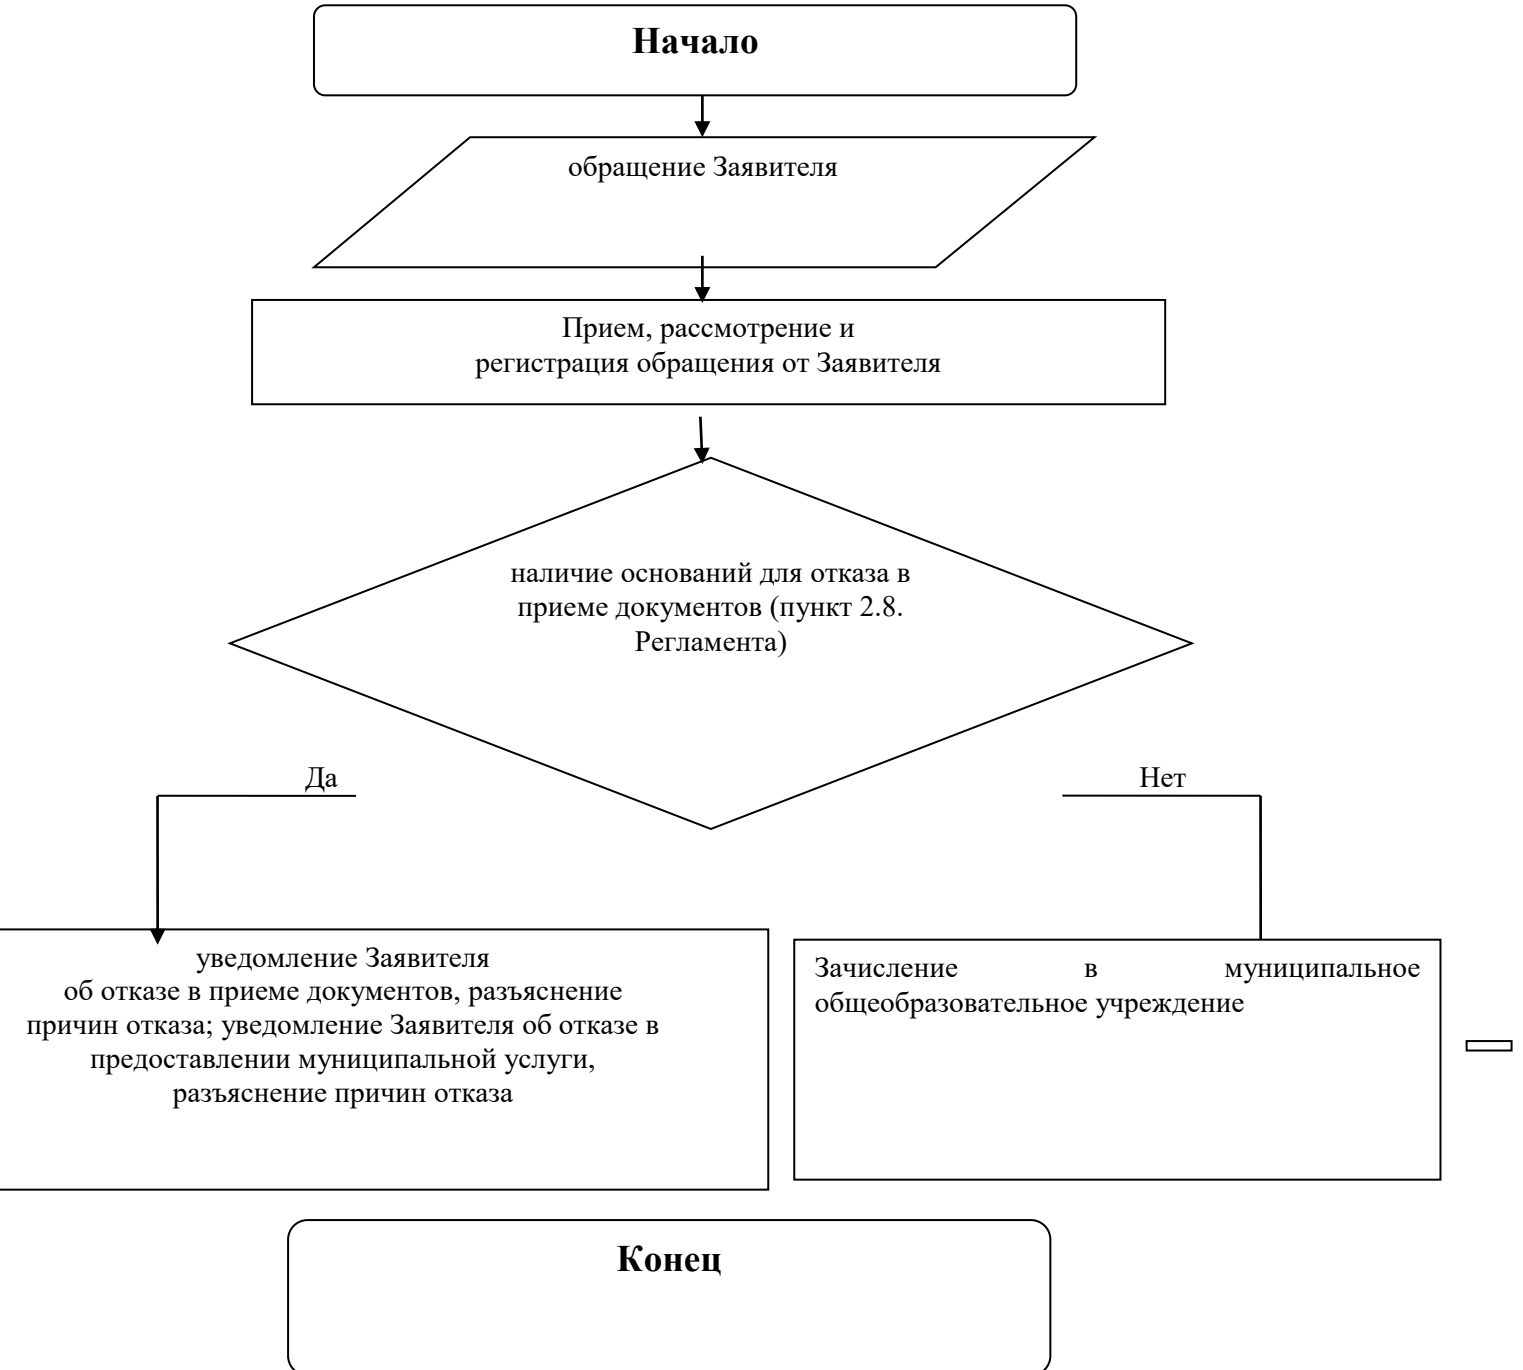 Начало
обращение Заявителя
Прием, рассмотрение и
регистрация обращения от Заявителя
наличие оснований для отказа в
приеме документов (пункт 2.8.
Регламента)
Да
Нет
уведомление Заявителя
об отказе в приеме документов, разъяснение
причин отказа; уведомление Заявителя об отказе в
предоставлении муниципальной услуги,
разъяснение причин отказа
Зачисление в муниципальное
общеобразовательное учреждение
Конец